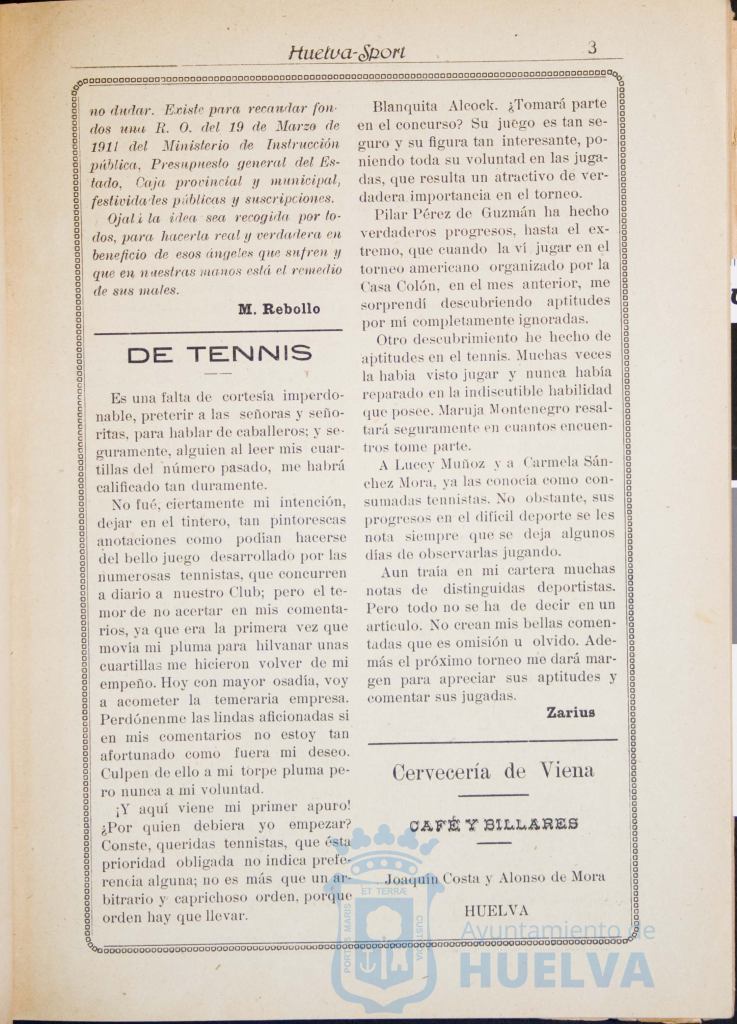 Huelva-Sport
3
no dudar. Existe para recaudar fon-
dos una R. O. del 19 de Marzo de
1911 del Ministerio de Instrucción
pública, Presupuesto general del Es-
tado, Caja provincial y municipal,
festividades públicas y suscripciones.
Ojalá la idea sea recogida por to-
dos, para hacerla real y verdadera en
beneficio de esos ángeles que sufren y
que en nuestras manos está el remedio
de sus males.
M. Rebollo
DE TENNIS
Es una falta de cortesía imperdo-
nable, preterir a las señoras y seño-
ritas, para hablar de caballeros; y se-
guramente, alguien al leer mis cuar-
tillas del número pasado, me habrá
calificado tan duramente.
No fué, ciertamente mi intención,
dejar en el tintero, tan pintorescas
anotaciones como podian hacerse
del bello juego desarrollado por las
numerosas tennistas, que concurren
a diario a nuestro Club; pero el te-
mor de no acertar en mis comenta-
rios, ya que era la primera vez que
movía mi pluma para hilvanar unas
cuartillas me hicieron volver de mi
empeño. Hoy con mayor osadía, voy
a acometer la temeraria empresa.
Perdónenme las lindas aficionadas si
en mis comentarios no estoy tan
afortunado como fuera mi deseo.
Culpen de ello a mi torpe pluma pe-
ro nunca a mi voluntad.
¡Y aquí viene mi primer apuro!
¿Por quien debiera yo empezar?
Conste, queridas tennistas, que ésta
prioridad obligada no indica prefe-
rencia alguna; no es más que un ar-
bitrario y caprichoso orden, porque
orden hay que llevar.
Blanquita Alcock. ¿Tomará parte
en el concurso? Su juego es tan se-
guro y su figura tan interesante, po-
niendo toda su voluntad en las juga-
das, que resulta un atractivo de ver-
dadera importancia en el torneo.
Pilar Pérez de Guzmán ha hecho
verdaderos progresos, hasta el ex-
tremo, que cuando la ví jugar en el
torneo americano organizado por la
Casa Colón, en el mes anterior, me
sorprendí descubriendo aptitudes
por mí completamente ignoradas.
Otro descubrimiento he hecho de
aptitudes en el tennis. Muchas veces
la habia visto jugar y nunca había
reparado en la indiscutible habilidad
que posee. Maruja Montenegro resal-
tará seguramente en cuantos encuen-
tros tome parte.
A Luccy Muñoz y a Carmela Sán-
chez Mora, ya las conocía como con-
sumadas tennistas. No obstante, sus
progresos en el dificil deporte se les
nota siempre que se deja algunos
días de observarlas jugando.
Aun traía en mi cartera muchas
notas de distinguidas deportistas.
Pero todo no se ha de decir en un
articulo. No crean mis bellas comen-
tadas que es omisión u olvido. Ade-
más el próximo torneo me dará mar-
gen para apreciar sus aptitudes y
comentar sus jugadas.
Zarius
Cervecería de Viena
CAFÉ Y BILLARES
Joaquín Costa y Alonso de Mora
HUELVA
PORTUS MARIS ET TERRÆ CUSTODIA
Ayuntamiento de
HUELVA